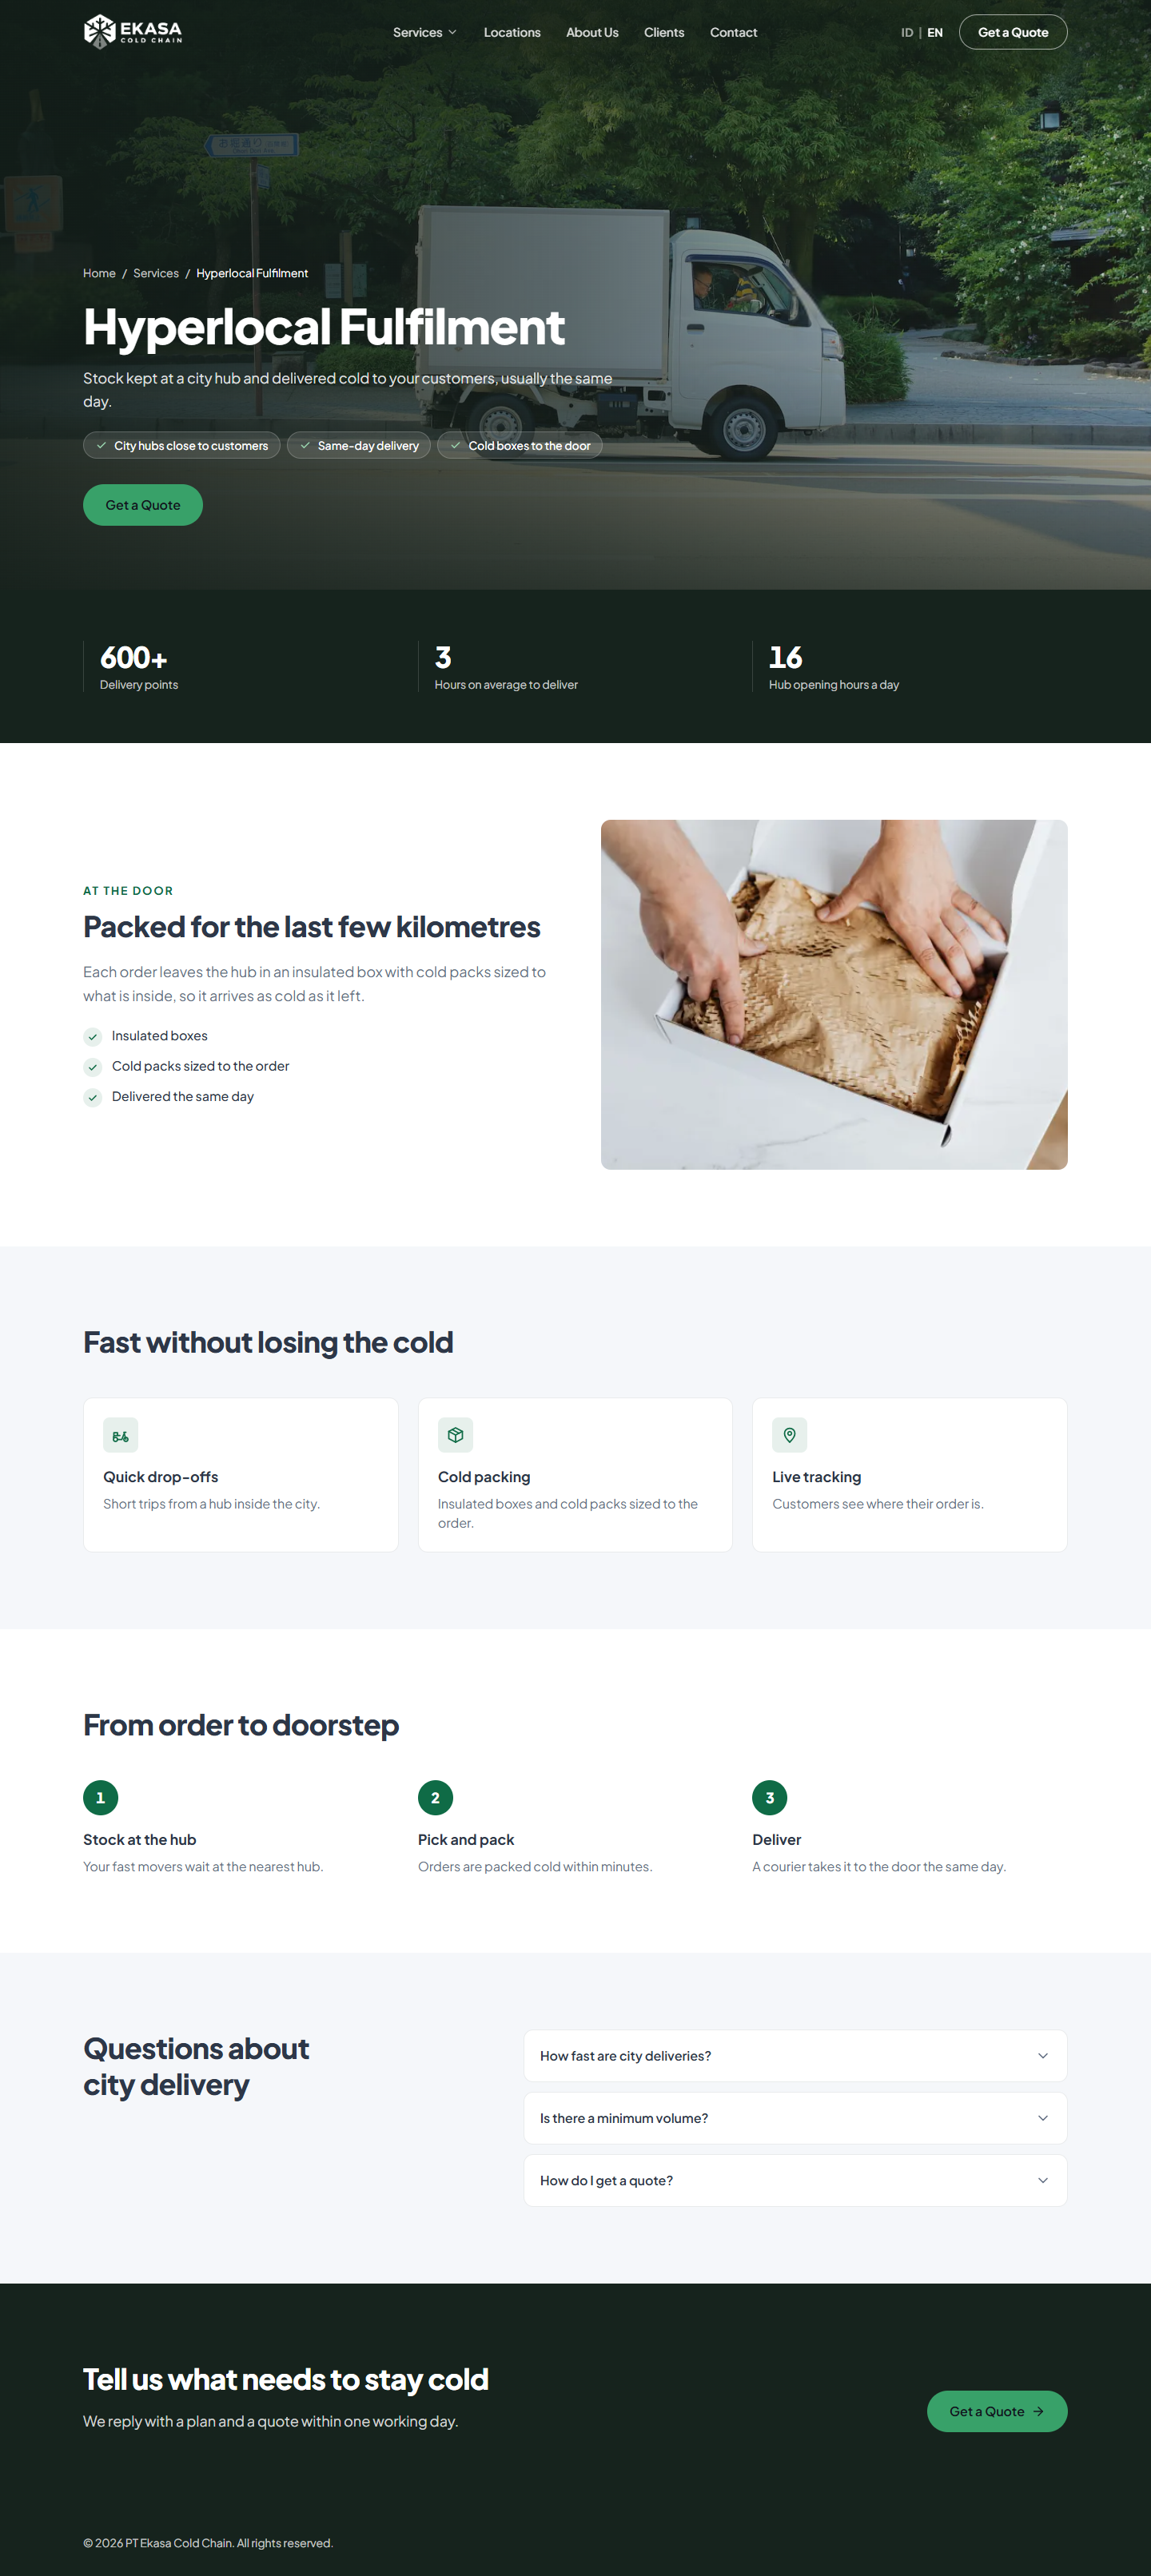 EKASA
COLD CHAIN
Services
Locations
About Us
Clients
Contact
ID | EN
Get a Quote
Home / Services / Hyperlocal Fulfilment
Hyperlocal Fulfilment
Stock kept at a city hub and delivered cold to your customers, usually the same
day.
City hubs close to customers
Same-day delivery
Cold boxes to the door
Get a Quote
600+
Delivery points
3
Hours on average to deliver
16
Hub opening hours a day
AT THE DOOR
Packed for the last few kilometres
Each order leaves the hub in an insulated box with cold packs sized to
what is inside, so it arrives as cold as it left.
Insulated boxes
Cold packs sized to the order
Delivered the same day
Fast without losing the cold
Quick drop-offs
Short trips from a hub inside the city.
Cold packing
Insulated boxes and cold packs sized to the
order.
Live tracking
Customers see where their order is.
From order to doorstep
1
Stock at the hub
Your fast movers wait at the nearest hub.
2
Pick and pack
Orders are packed cold within minutes.
3
Deliver
A courier takes it to the door the same day.
Questions about
city delivery
How fast are city deliveries?
Is there a minimum volume?
How do I get a quote?
Tell us what needs to stay cold
We reply with a plan and a quote within one working day.
Get a Quote
© 2026 PT Ekasa Cold Chain. All rights reserved.